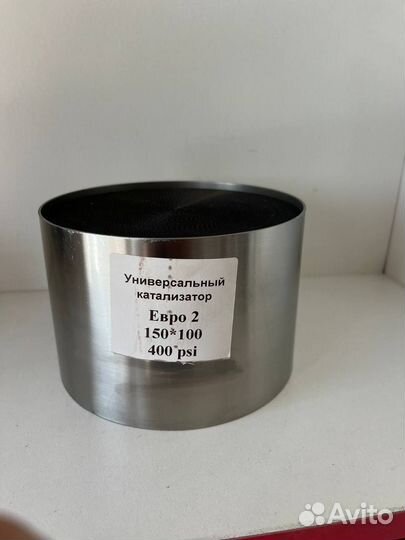 Универсальный
катализатор
Евро 2
150*100
400 psi
Avito